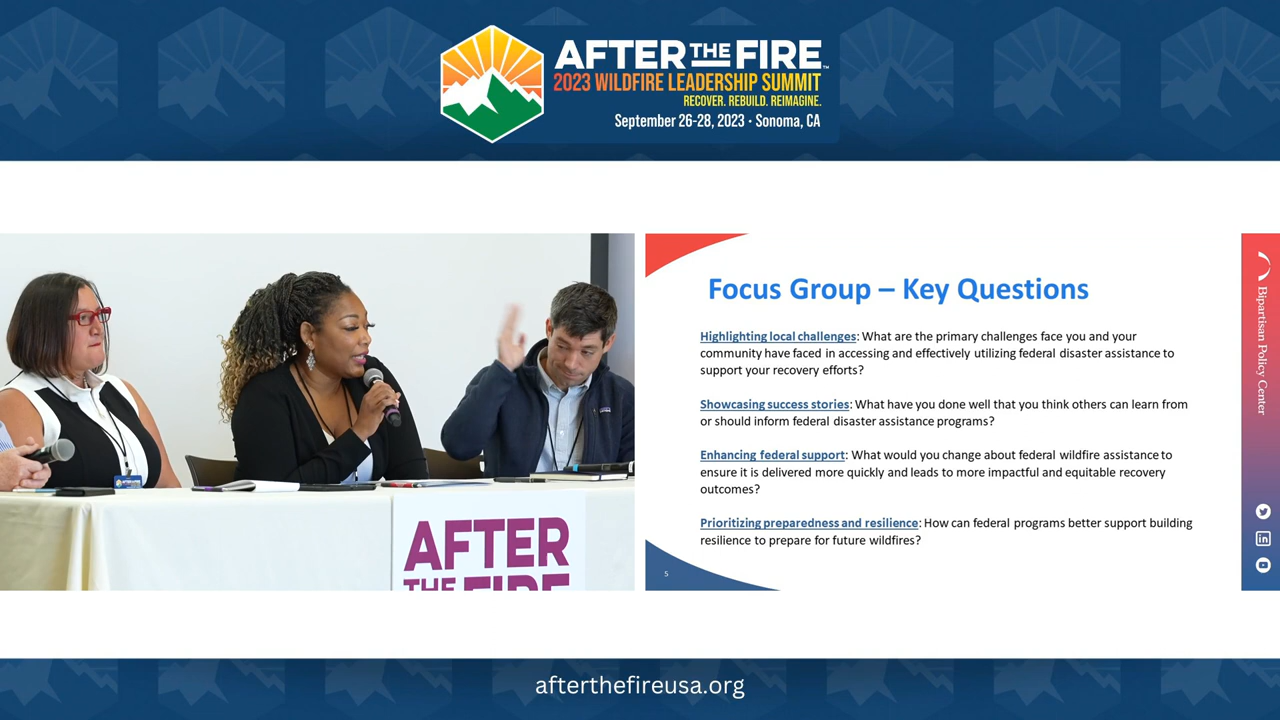 AFTER THE FIRE™
2023 WILDFIRE LEADERSHIP SUMMIT
RECOVER. REBUILD. REIMAGINE.
September 26-28, 2023 • Sonoma, CA
AFTER
THE FIRE
Focus Group – Key Questions
Highlighting local challenges: What are the primary challenges face you and your
community have faced in accessing and effectively utilizing federal disaster assistance to
support your recovery efforts?
Showcasing success stories: What have you done well that you think others can learn from
or should inform federal disaster assistance programs?
Enhancing federal support: What would you change about federal wildfire assistance to
ensure it is delivered more quickly and leads to more impactful and equitable recovery
outcomes?
Prioritizing preparedness and resilience: How can federal programs better support building
resilience to prepare for future wildfires?
5
Bipartisan Policy Center
afterthefireusa.org